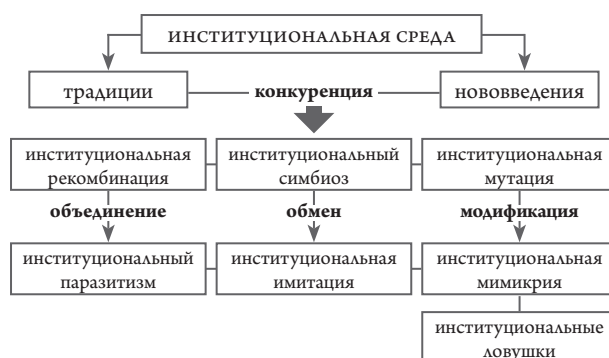 ИНСТИТУЦИОНАЛЬНАЯ СРЕДА
традиции конкуренция нововведения
институциональная институциональный институциональная
рекомбинация симбиоз мутация
объединение обмен модификация
институциональный институциональная институциональная
паразитизм имитация мимикрия
институциональные
ловушки